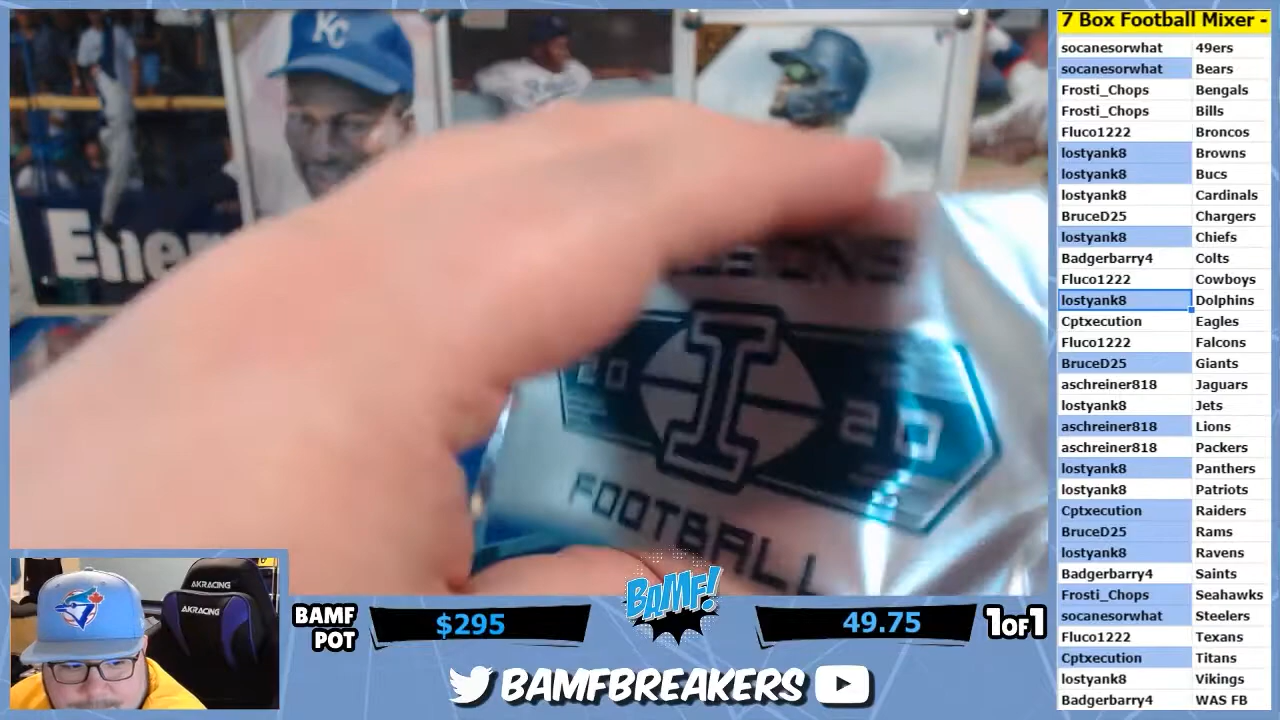 7 Box Football Mixer -
socanesorwhat 49ers
socanesorwhat Bears
Frosti_Chops Bengals
Frosti_Chops Bills
Fluco1222 Broncos
lostyank8 Browns
lostyank8 Bucs
lostyank8 Cardinals
BruceD25 Chargers
lostyank8 Chiefs
Badgerbarry4 Colts
Fluco1222 Cowboys
lostyank8 Dolphins
Cptxecution Eagles
Fluco1222 Falcons
BruceD25 Giants
aschreiner818 Jaguars
lostyank8 Jets
aschreiner818 Lions
aschreiner818 Packers
lostyank8 Panthers
lostyank8 Patriots
Cptxecution Raiders
BruceD25 Rams
lostyank8 Ravens
Badgerbarry4 Saints
Frosti_Chops Seahawks
socanesorwhat Steelers
Fluco1222 Texans
Cptxecution Titans
lostyank8 Vikings
Badgerbarry4 WAS FB
KC
Ener
I
20 20
FOOTBALL
AKRACING
AKRACING
BAMF POT
$295
BAMF!
49.75
1OF1
BAMFBREAKERS